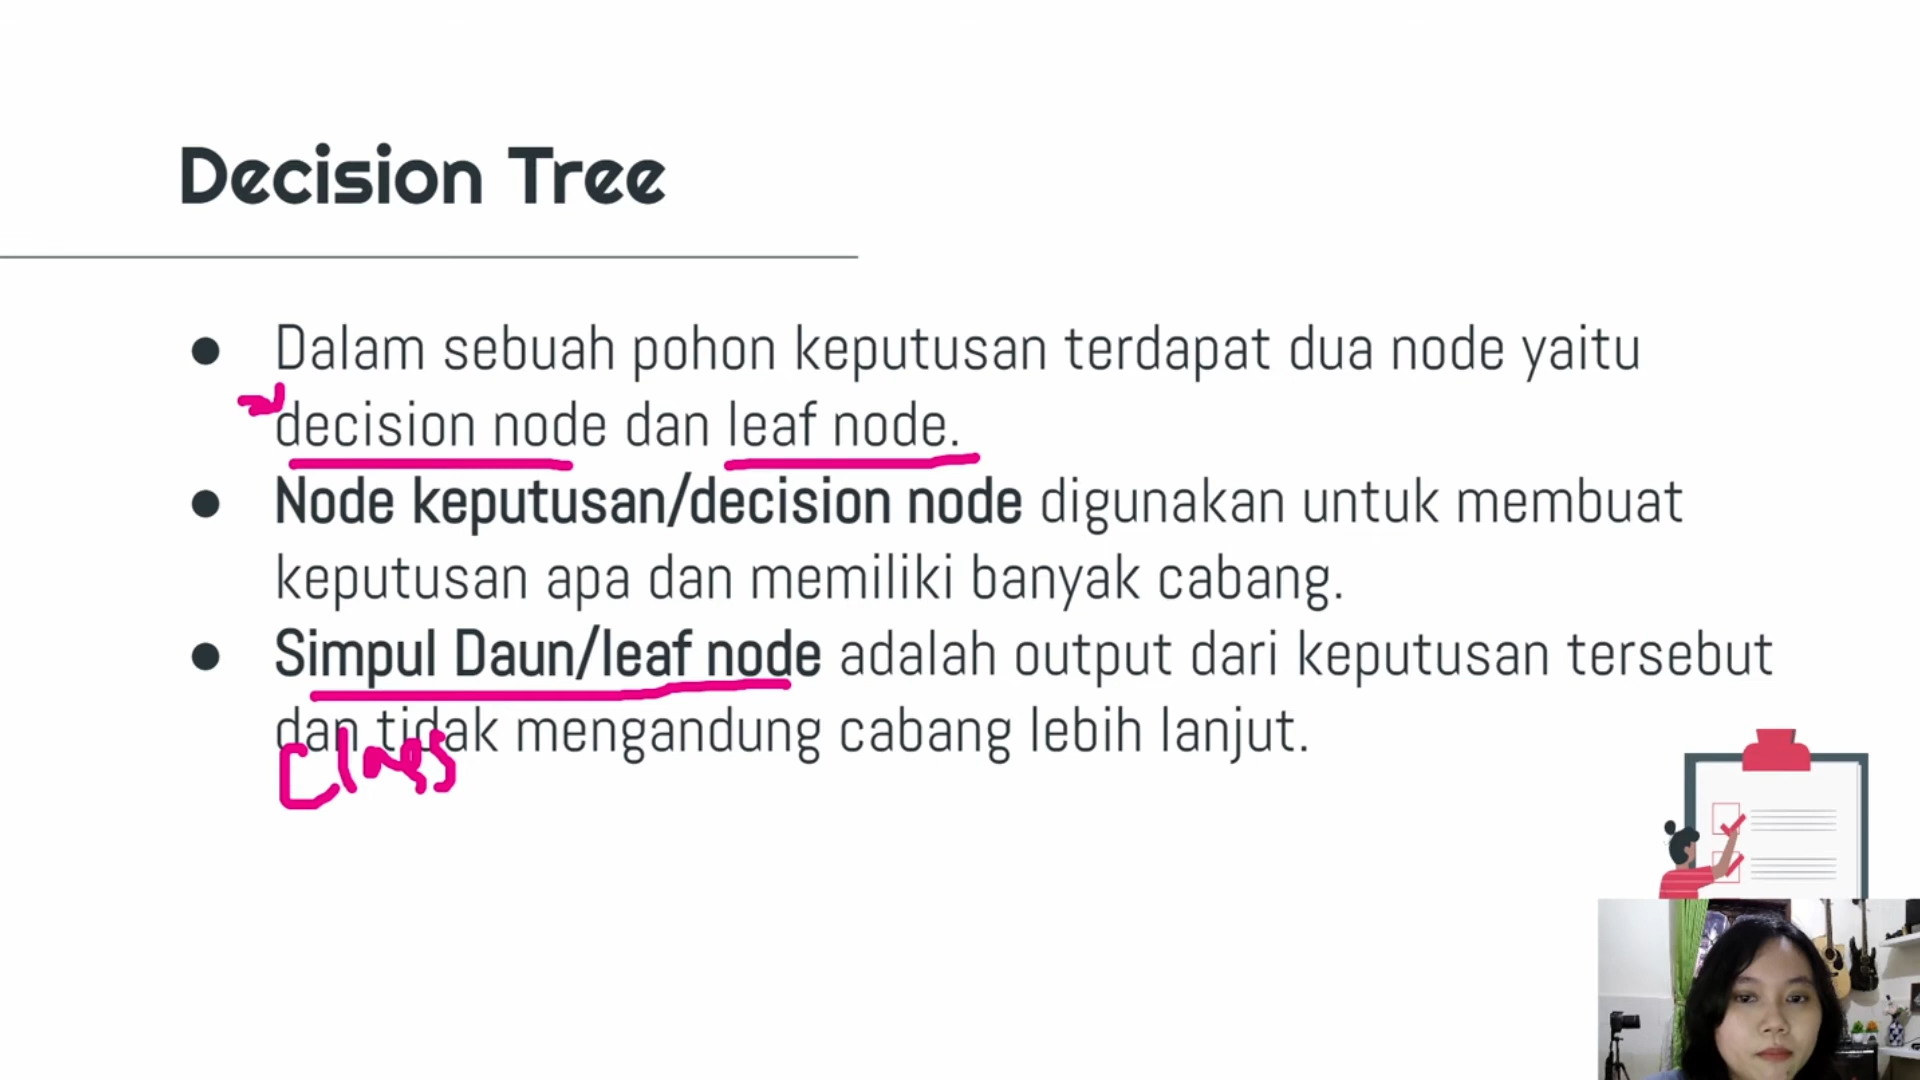 Decision Tree
Dalam sebuah pohon keputusan terdapat dua node yaitu
decision node dan leaf node.
Node keputusan/decision node digunakan untuk membuat
keputusan apa dan memiliki banyak cabang.
Simpul Daun/leaf node adalah output dari keputusan tersebut
dan tidak mengandung cabang lebih lanjut.
Class